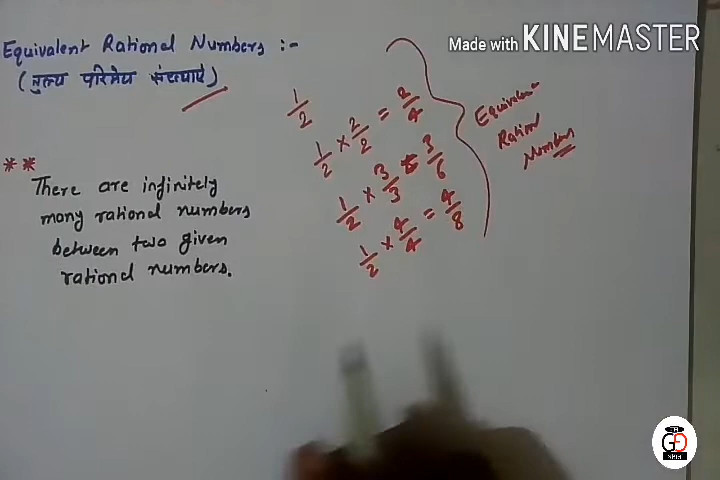 Equivalent Rational Numbers :-
(तुल्य परिमेय संख्याएँ)
Made with KINEMASTER
1/2
1/2 × 2/2 = 2/4
1/2 × 3/3 = 3/6
1/2 × 4/4 = 4/8
Equivalent
Rational
Numbers
**
There are infinitely
many rational numbers
between two given
rational numbers.